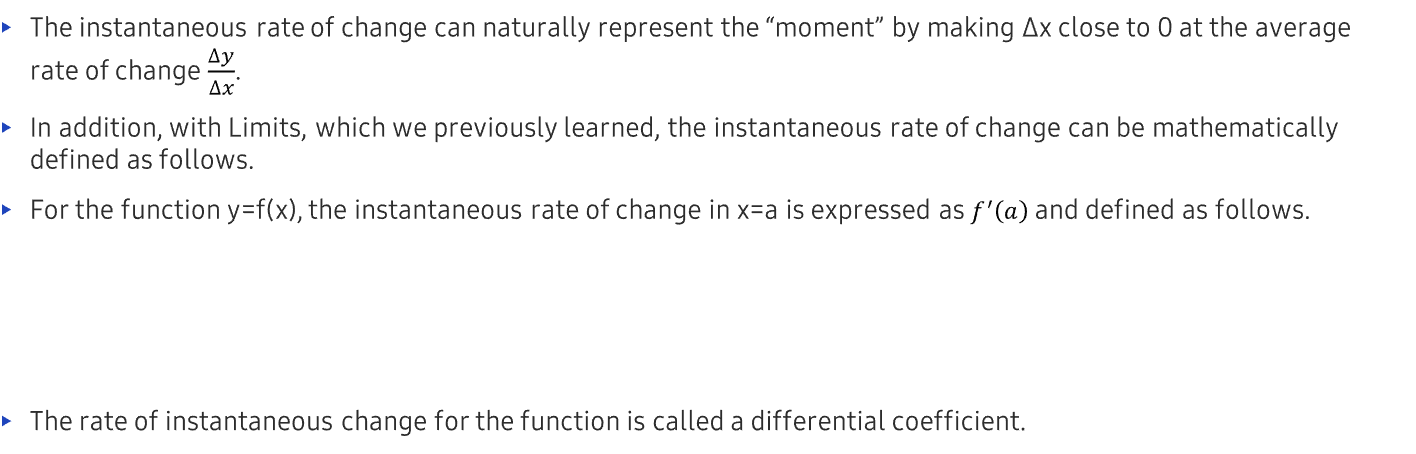 ▸ The instantaneous rate of change can naturally represent the “moment” by making Δx close to 0 at the average
rate of change Δy/Δx.
▸ In addition, with Limits, which we previously learned, the instantaneous rate of change can be mathematically
defined as follows.
▸ For the function y=f(x), the instantaneous rate of change in x=a is expressed as f′(a) and defined as follows.
▸ The rate of instantaneous change for the function is called a differential coefficient.